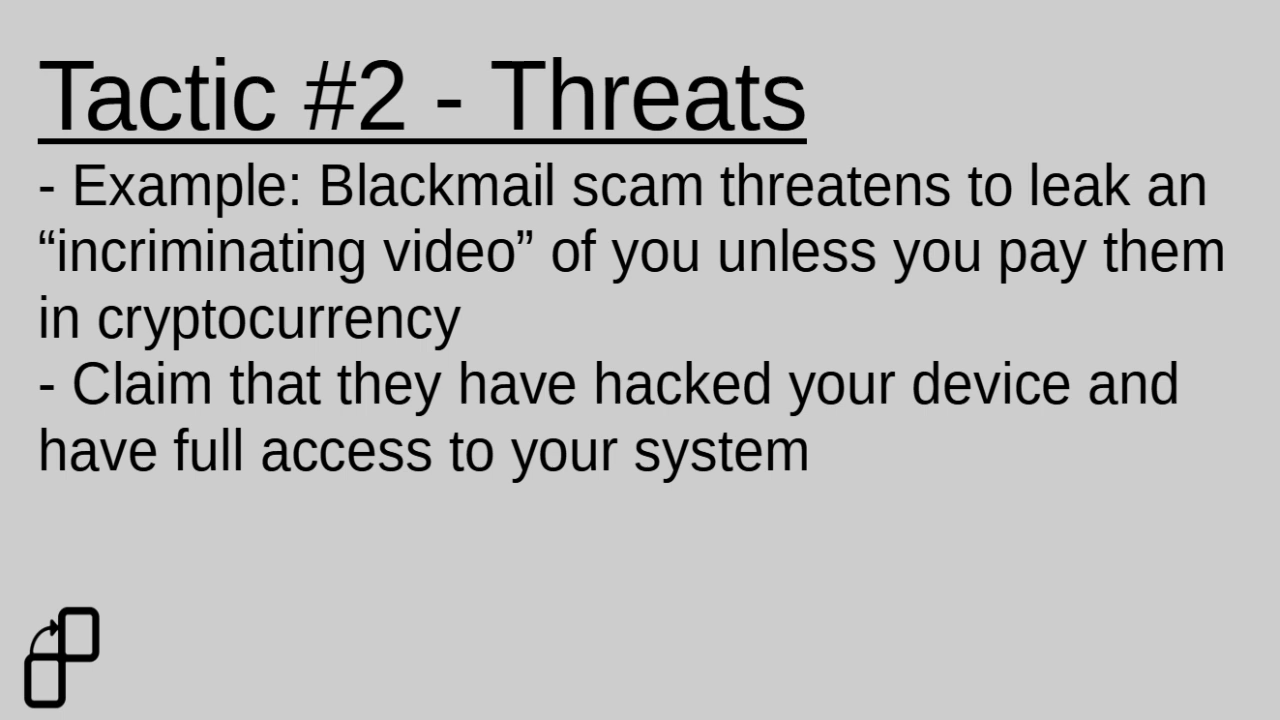 Tactic #2 - Threats
- Example: Blackmail scam threatens to leak an
“incriminating video” of you unless you pay them
in cryptocurrency
- Claim that they have hacked your device and
have full access to your system